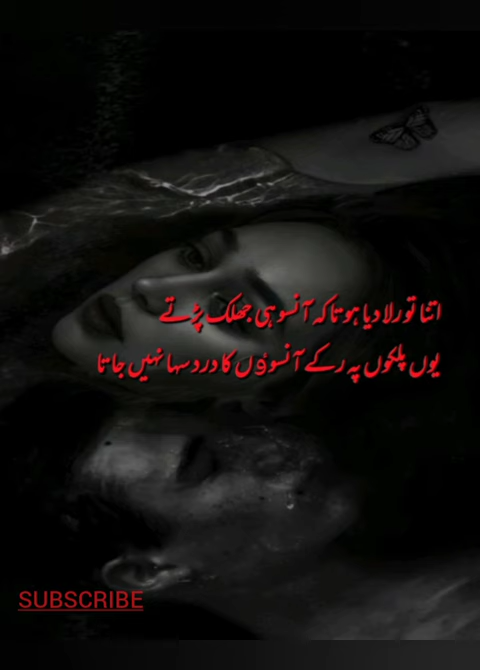 اتنا تو رلا دیا ہوتا کہ آنسو ہی جھلک پڑتے
یوں پلکوں پہ رکے آنسوؤں کا درد سہا نہیں جاتا
SUBSCRIBE